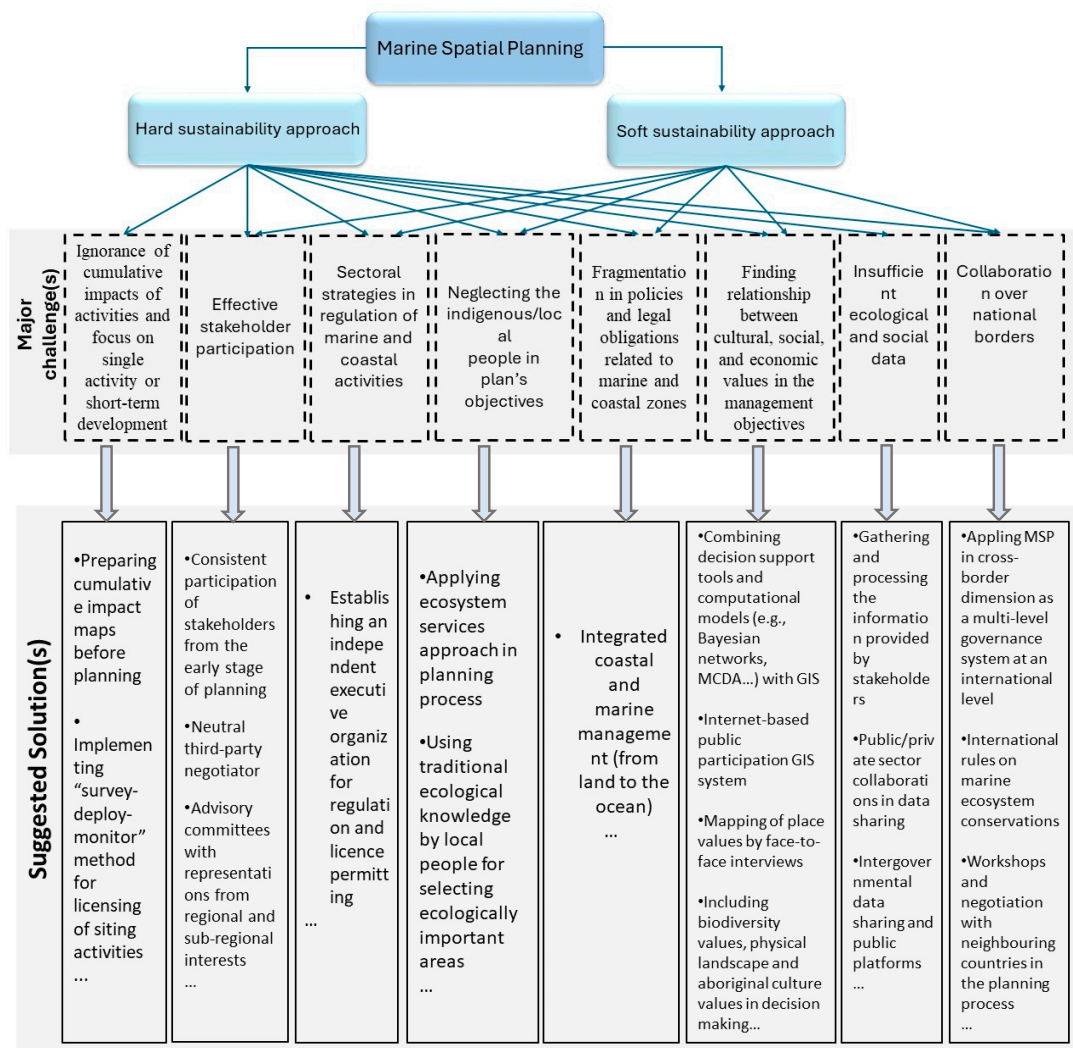 Marine Spatial Planning
Hard sustainability approach
Soft sustainability approach
Major
challenge(s)
Ignorance of
cumulative
impacts of
activities and
focus on
single
activity or
short-term
development
Effective
stakeholder
participation
Sectoral
strategies in
regulation of
marine and
coastal
activities
Neglecting the
indigenous/loc
al
people in
plan's
objectives
Fragmentatio
n in policies
and legal
obligations
related to
marine and
coastal zones
Finding
relationship
between
cultural, social,
and economic
values in the
management
objectives
Insufficie
nt
ecological
and social
data
Collaboratio
n over
national
borders
Suggested Solution(s)
•Preparing
cumulativ
e impact
maps
before
planning
•
Implemen
ting
“survey-
deploy-
monitor”
method
for
licensing
of siting
activities
...
•Consistent
participation
of
stakeholders
from the
early stage
of planning
•Neutral
third-party
negotiator
•Advisory
committees
with
representati
ons from
regional and
sub-regional
interests
...
• Establis
hing an
indepen
dent
executi
ve
organiz
ation
for
regulati
on and
licence
permitt
ing
...
•Applying
ecosystem
services
approach in
planning
process
•Using
traditional
ecological
knowledge
by local
people for
selecting
ecologically
important
areas
...
• Integrated
coastal
and
marine
manageme
nt (from
land to the
ocean)
...
•Combining
decision support
tools and
computational
models (e.g.,
Bayesian
networks,
MCDA...) with GIS
•Internet-based
public
participation GIS
system
•Mapping of place
values by face-to-
face interviews
•Including
biodiversity
values, physical
landscape and
aboriginal culture
values in decision
making...
•Gathering
and
processing
the
informatio
n provided
by
stakeholde
rs
•Public/priv
ate sector
collaborati
ons in data
sharing
•Intergover
nmental
data
sharing and
public
platforms
...
•Appling MSP
in cross-
border
dimension as
a multi-level
governance
system at an
international
level
•International
rules on
marine
ecosystem
conservations
•Workshops
and
negotiation
with
neighbouring
countries in
the planning
process
...